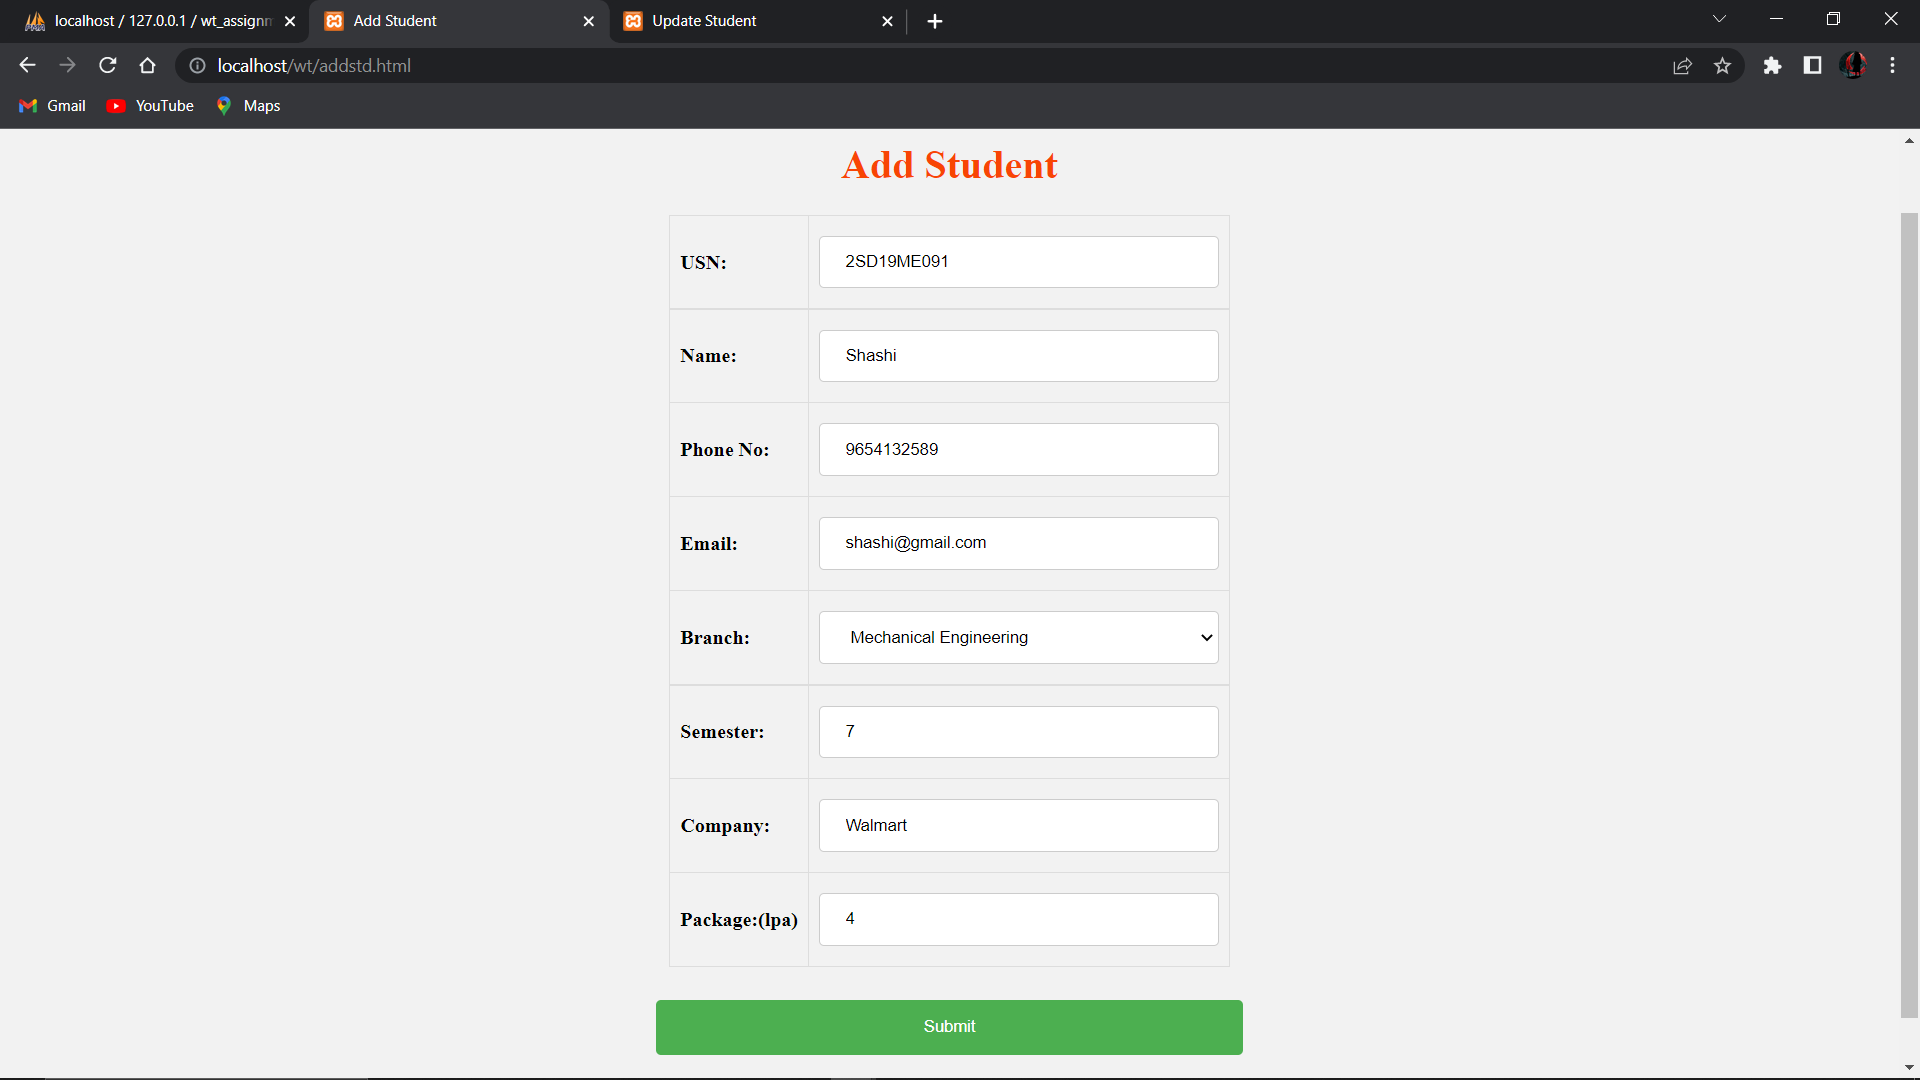 localhost / 127.0.0.1 / wt_assignm
Add Student
Update Student
localhost/wt/addstd.html
Gmail
YouTube
Maps
Add Student
USN: 2SD19ME091
Name: Shashi
Phone No: 9654132589
Email: shashi@gmail.com
Branch: Mechanical Engineering
Semester: 7
Company: Walmart
Package:(lpa) 4
Submit